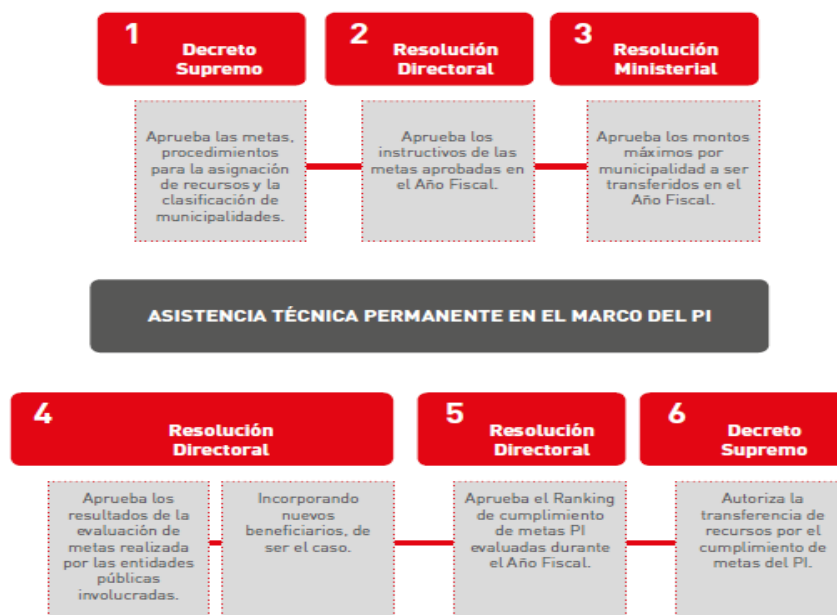 1
Decreto
Supremo
2
Resolución
Directoral
3
Resolución
Ministerial
Aprueba las metas,
procedimientos
para la asignación
de recursos y la
clasificación de
municipalidades.
Aprueba los
instructivos de las
metas aprobadas en
el Año Fiscal.
Aprueba los montos
máximos por
municipalidad a ser
transferidos en el
Año Fiscal.
ASISTENCIA TÉCNICA PERMANENTE EN EL MARCO DEL PI
4
Resolución
Directoral
5
Resolución
Directoral
6
Decreto
Supremo
Aprueba los
resultados de la
evaluación de
metas realizada
por las entidades
públicas
involucradas.
Incorporando
nuevos
beneficiarios, de
ser el caso.
Aprueba el Ranking
de cumplimiento
de metas PI
evaluadas durante
el Año Fiscal.
Autoriza la
transferencia de
recursos por el
cumplimiento de
metas del PI.